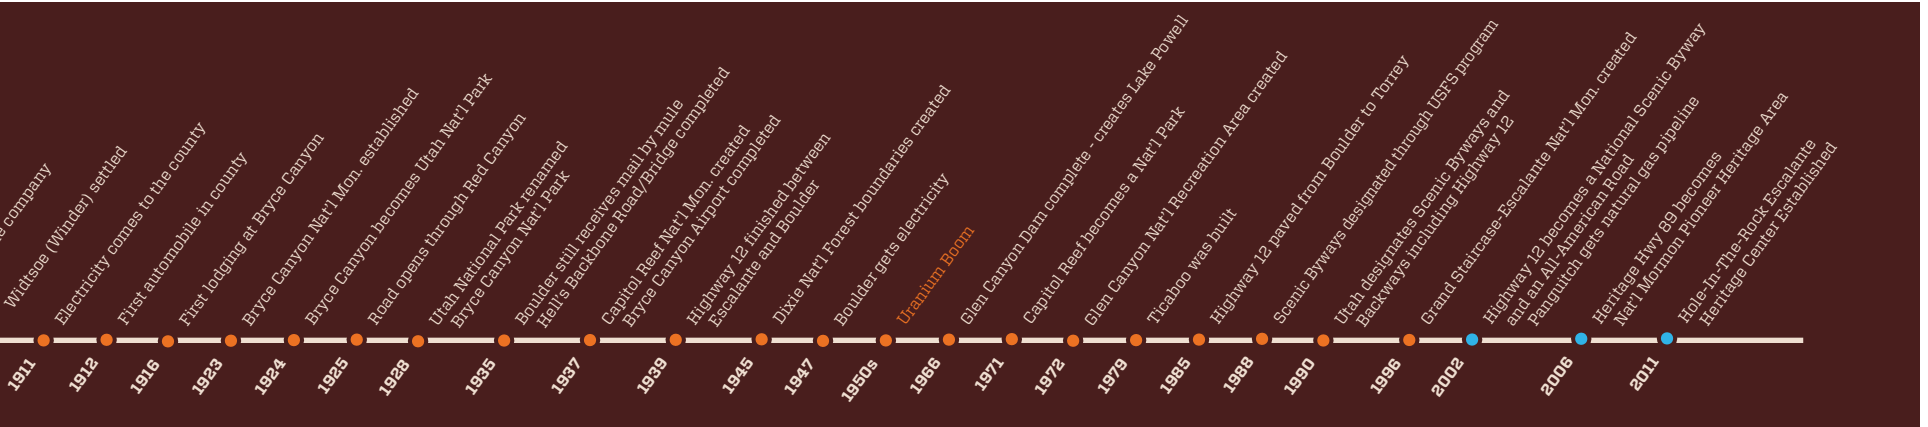 company
Widtsoe (Winder) settled
1911
Electricity comes to the county
1912
First automobile in county
1916
First lodging at Bryce Canyon
1923
Bryce Canyon Nat'l Mon. established
1924
Bryce Canyon becomes Utah Nat'l Park
1925
Road opens through Red Canyon
1928
Utah National Park renamed
Bryce Canyon Nat'l Park
1935
Boulder still receives mail by mule
Hell's Backbone Road/Bridge completed
1937
Capitol Reef Nat'l Mon. created
Bryce Canyon Airport completed
1939
Highway 12 finished between
Escalante and Boulder
1945
Dixie Nat'l Forest boundaries created
1947
Boulder gets electricity
1950s
Uranium Boom
1966
Glen Canyon Dam complete - creates Lake Powell
1971
Capitol Reef becomes a Nat'l Park
1972
Glen Canyon Nat'l Recreation Area created
1979
Ticaboo was built
1985
Highway 12 paved from Boulder to Torrey
1988
Scenic Byways designated through USFS program
1990
Utah designates Scenic Byways and
Backways including Highway 12
1996
Grand Staircase-Escalante Nat'l Mon. created
2002
Highway 12 becomes a National Scenic Byway
and an All-American Road
Panguitch gets natural gas pipeline
2006
Heritage Hwy 89 becomes
Nat'l Mormon Pioneer Heritage Area
2011
Hole-In-The-Rock Escalante
Heritage Center Established